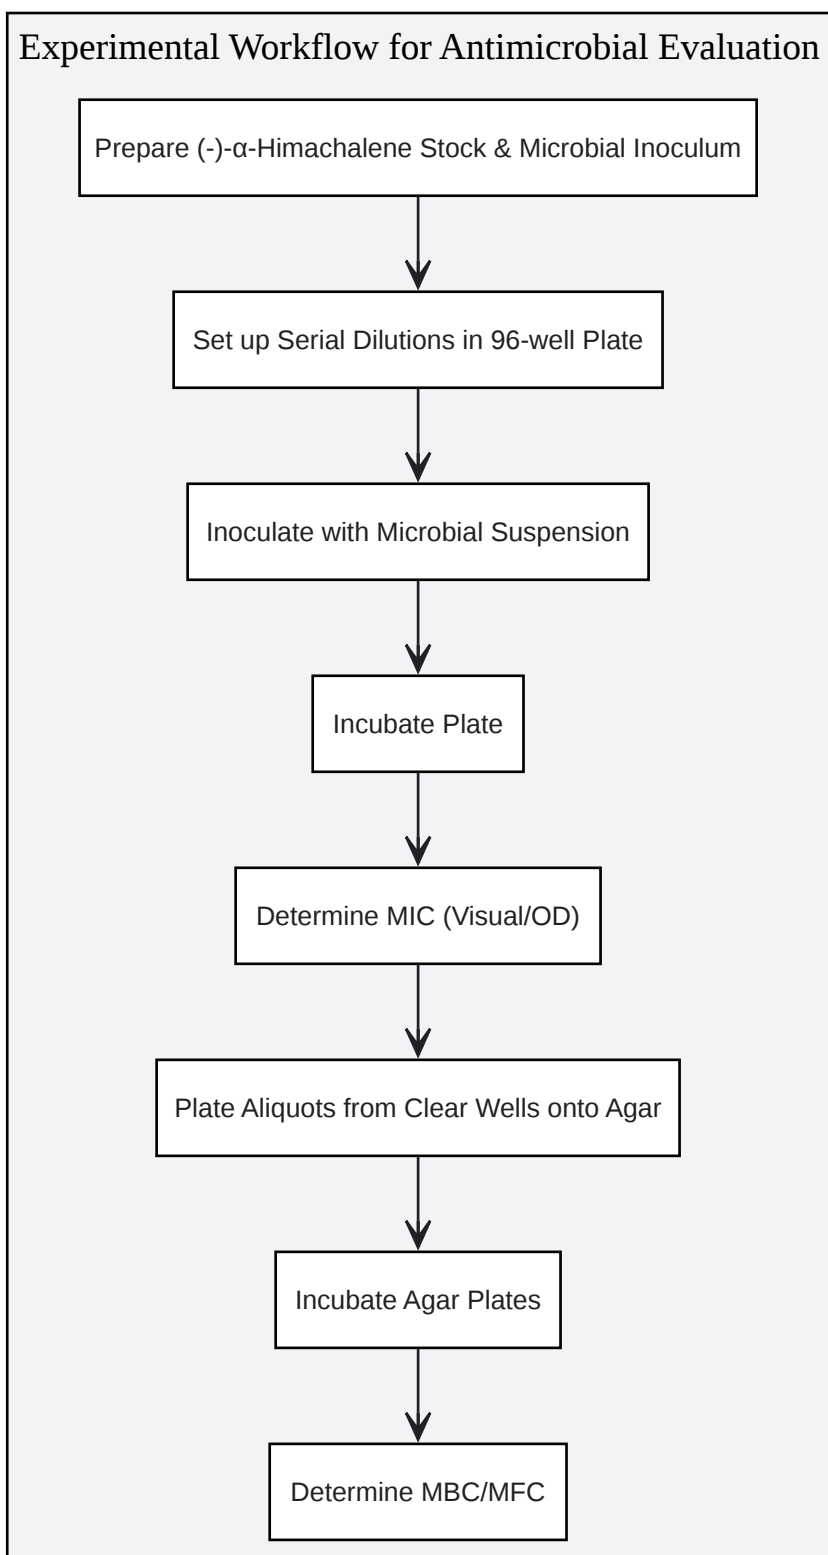 Experimental Workflow for Antimicrobial Evaluation
Prepare (-)-α-Himachalene Stock & Microbial Inoculum
Set up Serial Dilutions in 96-well Plate
Inoculate with Microbial Suspension
Incubate Plate
Determine MIC (Visual/OD)
Plate Aliquots from Clear Wells onto Agar
Incubate Agar Plates
Determine MBC/MFC